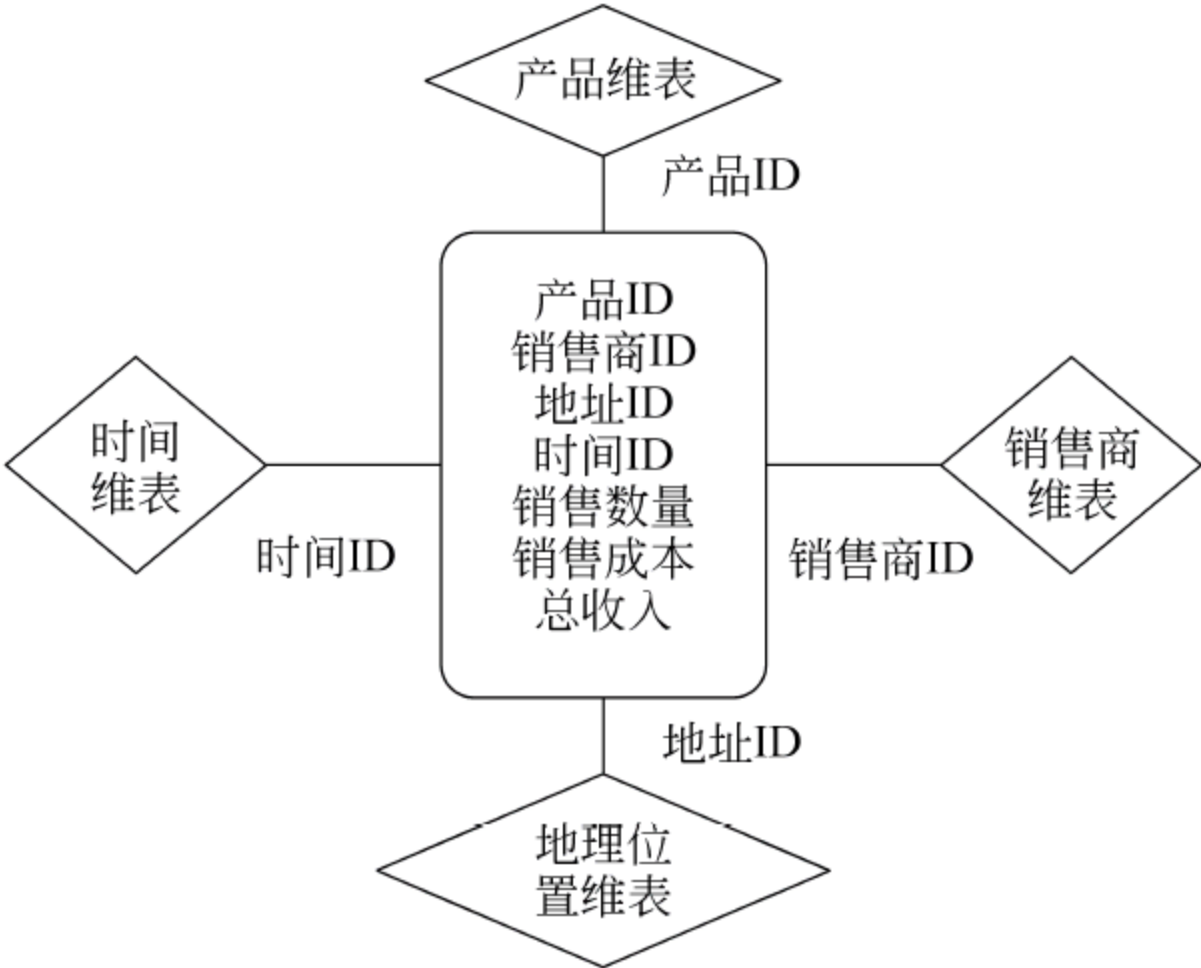 产品维表
产品ID
产品ID
销售商ID
地址ID
时间ID
销售数量
销售成本
总收入
时间
维表
时间ID
销售商
维表
销售商ID
地址ID
地理位
置维表